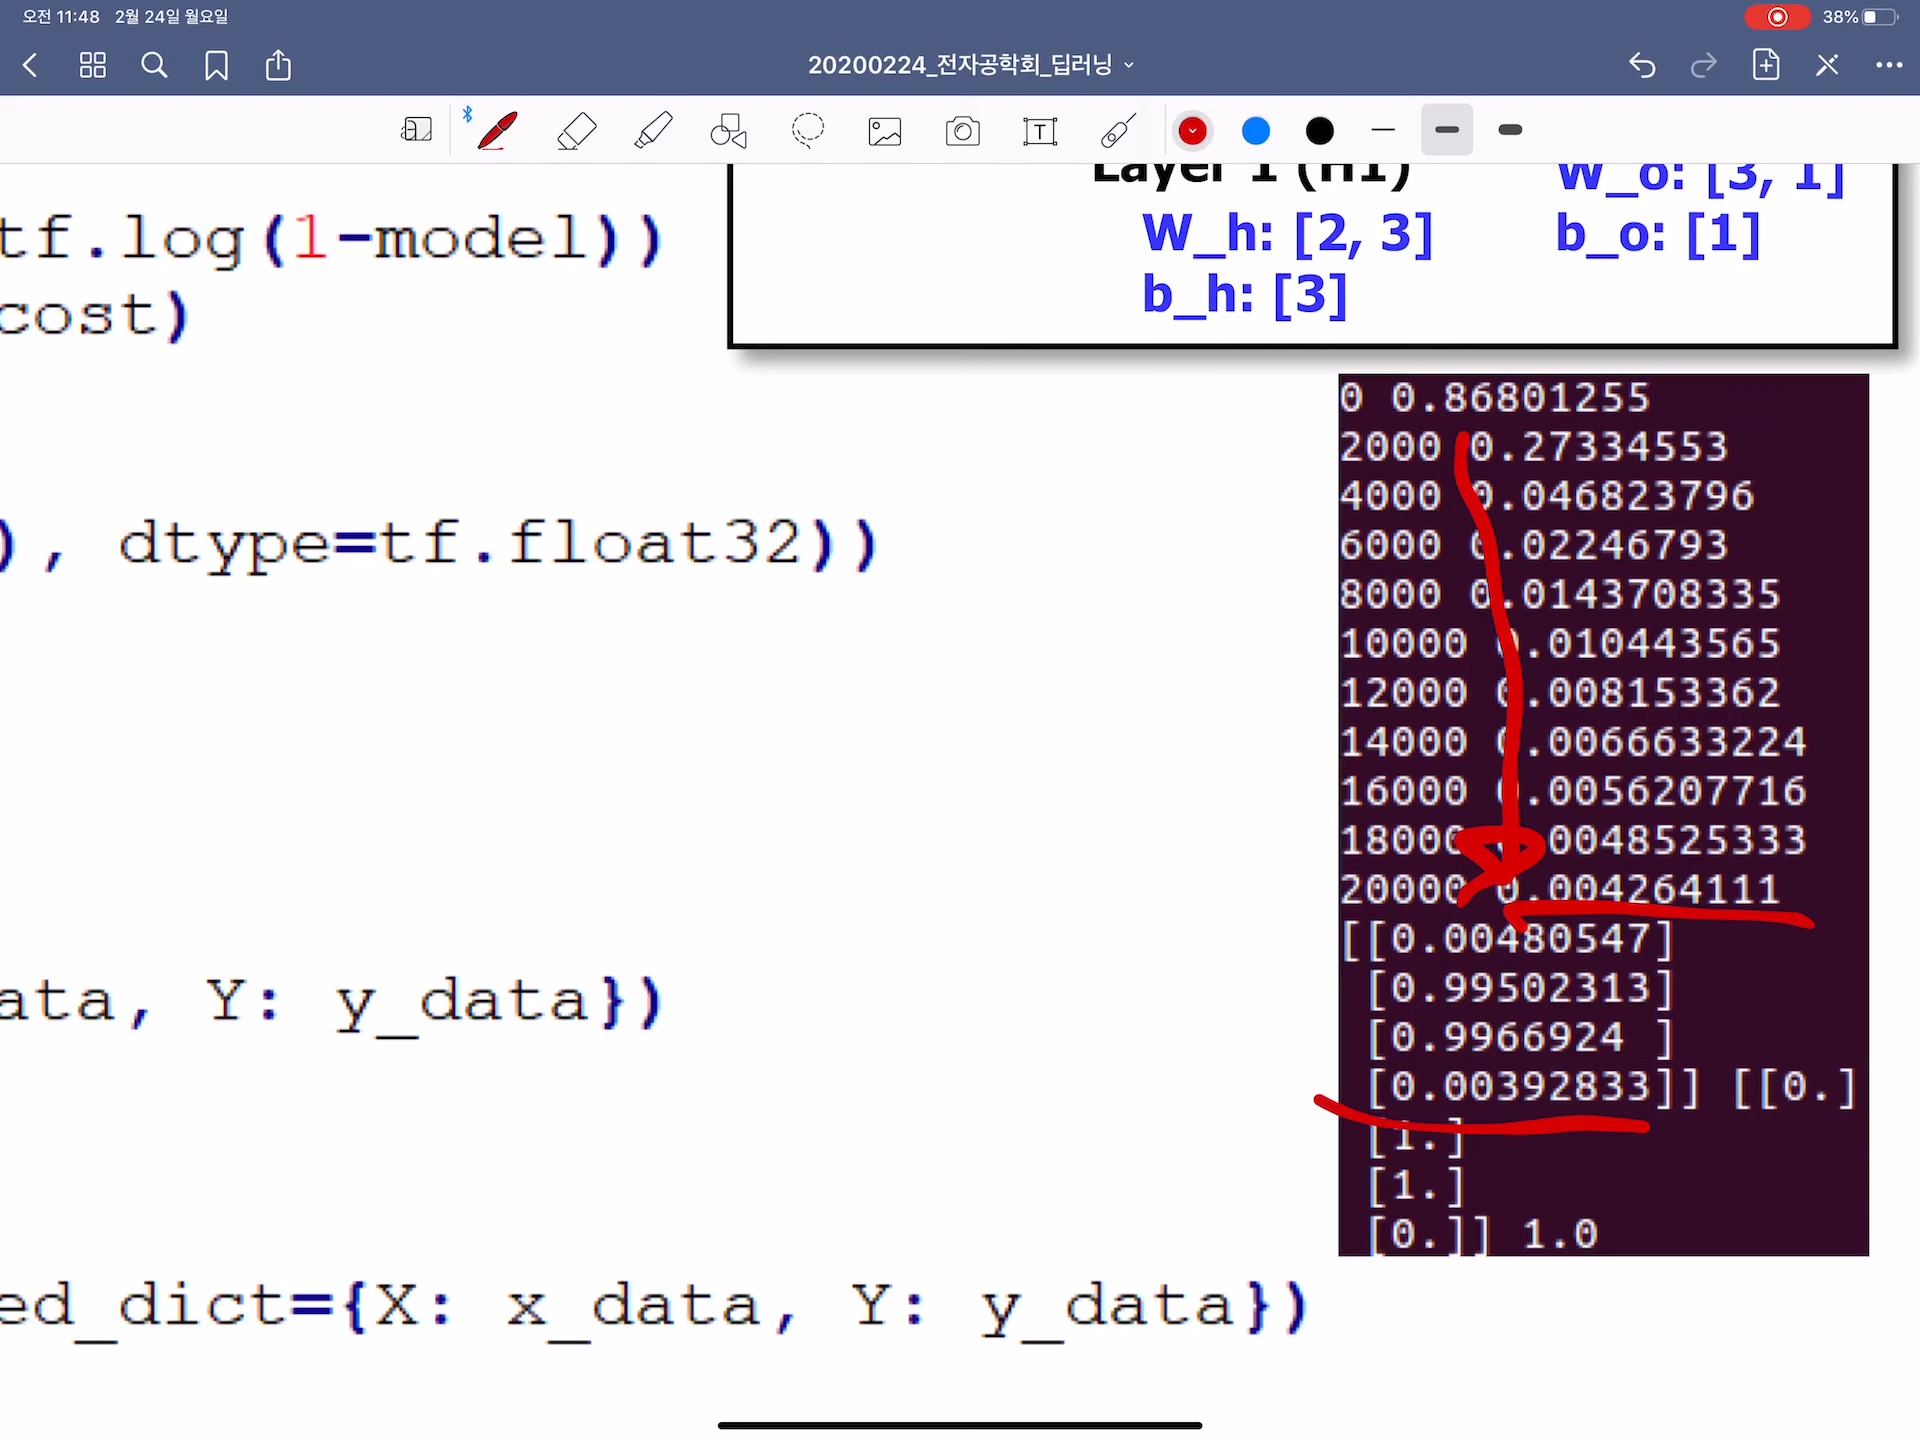 오전 11:48 2월 24일 월요일
38%
20200224_전자공학회_딥러닝
tf.log(1-model))
cost)
), dtype=tf.float32))
ata, Y: y_data})
ed_dict={X: x_data, Y: y_data})
Layer 1 (H1)
W_h: [2, 3]
b_h: [3]
W_o: [3, 1]
b_o: [1]
0 0.86801255
2000 0.27334553
4000 0.046823796
6000 0.02246793
8000 0.0143708335
10000 0.010443565
12000 0.008153362
14000 0.0066633224
16000 0.0056207716
18000 0.0048525333
20000 0.004264111
[[0.00480547]
[0.99502313]
[0.9966924 ]
[0.00392833]] [[0.]
[1.]
[1.]
[0.]] 1.0